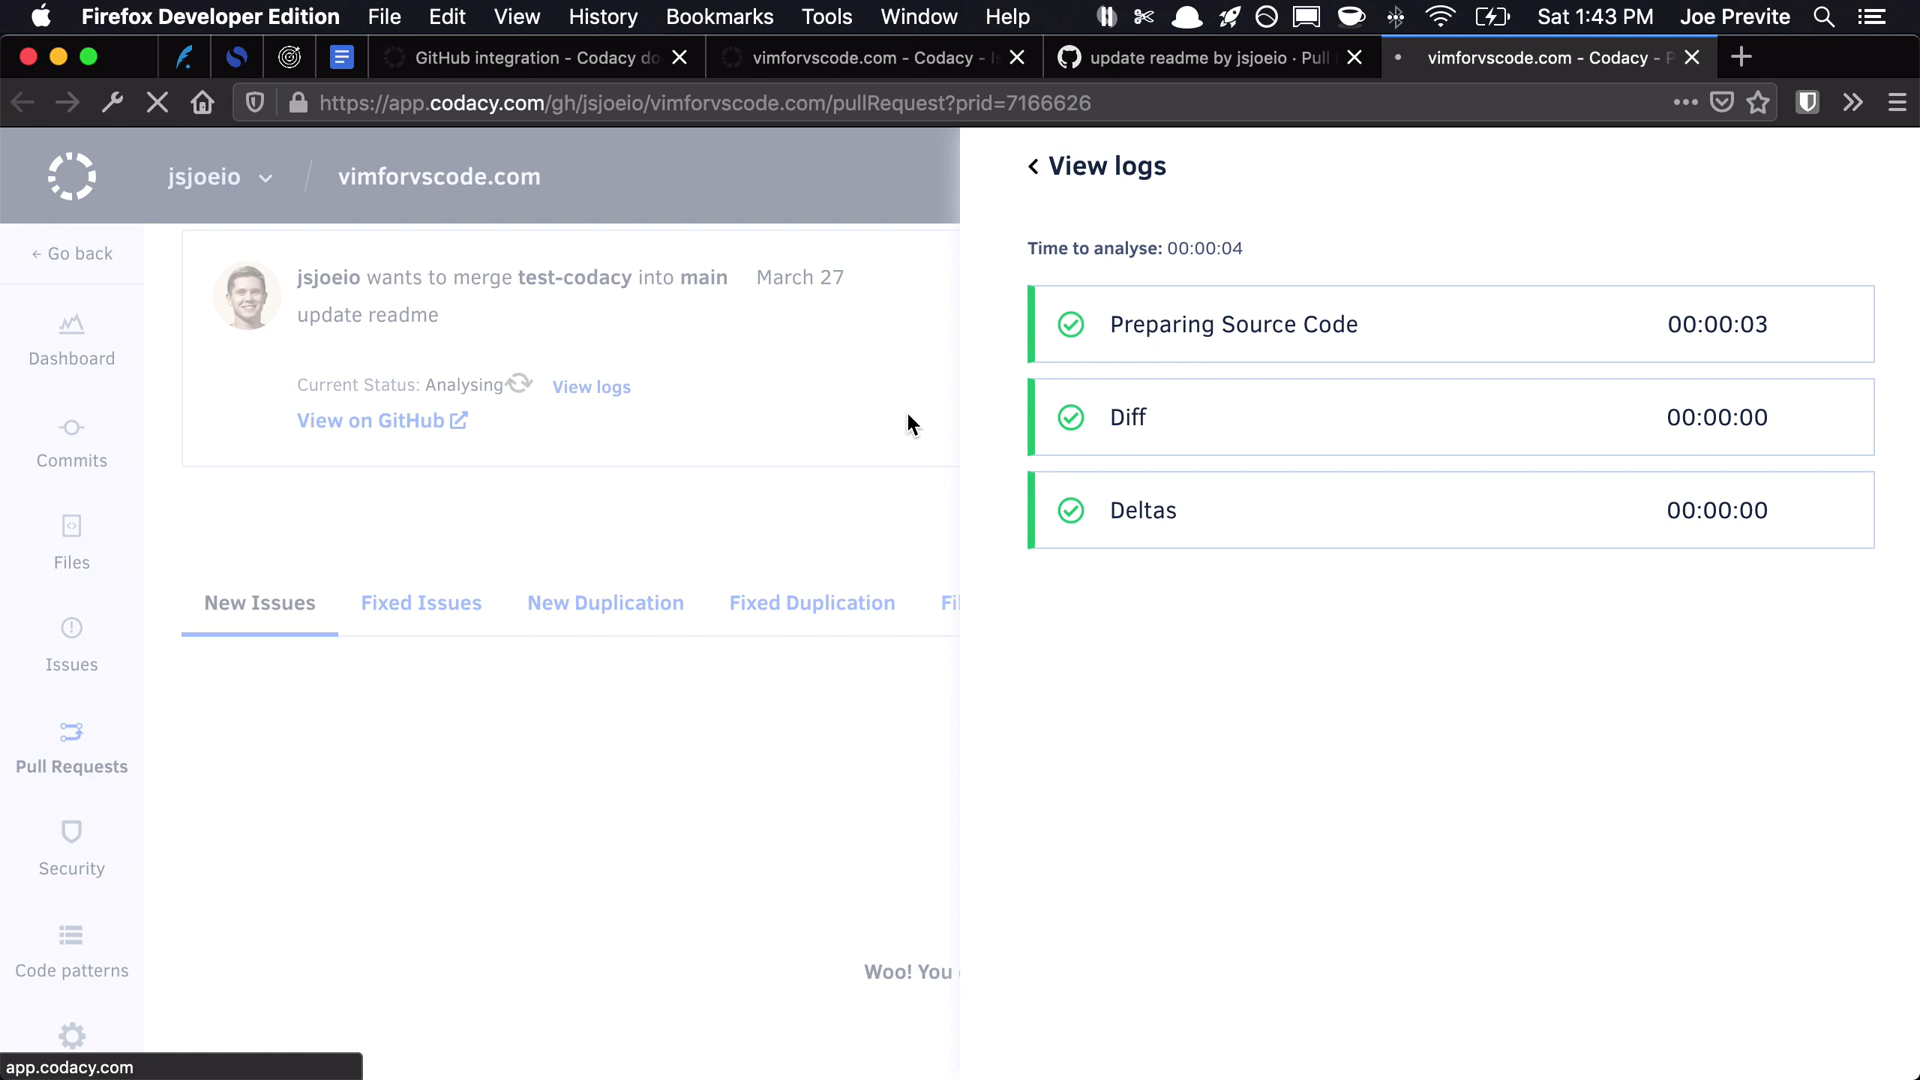 Firefox Developer Edition File Edit View History Bookmarks Tools Window Help Sat 1:43 PM Joe Previte
GitHub integration - Codacy do vimforvscode.com - Codacy - Is update readme by jsjoeio · Pull vimforvscode.com - Codacy - P
https://app.codacy.com/gh/jsjoeio/vimforvscode.com/pullRequest?prid=7166626
jsjoeio / vimforvscode.com
Go back
Dashboard
Commits
Files
Issues
Pull Requests
Security
Code patterns
jsjoeio wants to merge test-codacy into main March 27
update readme
Current Status: Analysing View logs
View on GitHub
New Issues Fixed Issues New Duplication Fixed Duplication Fil
Woo! You
View logs
Time to analyse: 00:00:04
Preparing Source Code 00:00:03
Diff 00:00:00
Deltas 00:00:00
app.codacy.com